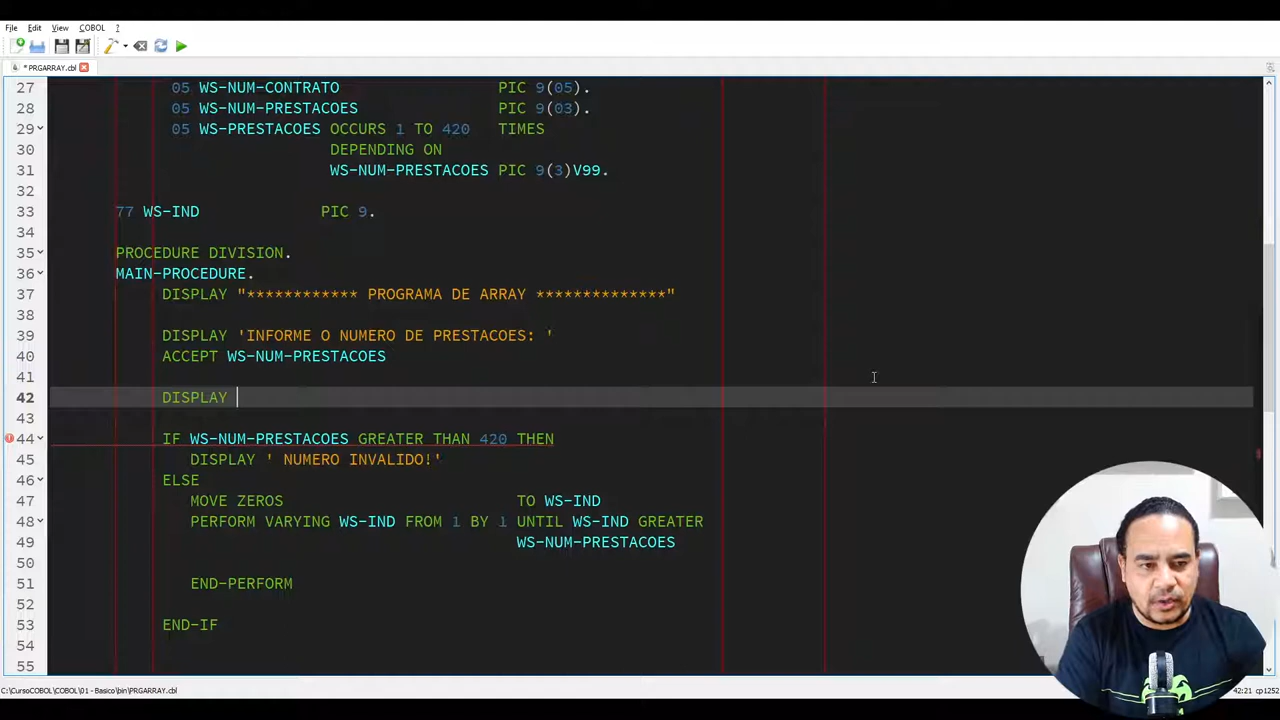 File Edit View COBOL ?
* PRGARRAY.cbl
27 05 WS-NUM-CONTRATO PIC 9(05).
28 05 WS-NUM-PRESTACOES PIC 9(03).
29 05 WS-PRESTACOES OCCURS 1 TO 420 TIMES
30 DEPENDING ON
31 WS-NUM-PRESTACOES PIC 9(3)V99.
32
33 77 WS-IND PIC 9.
34
35 PROCEDURE DIVISION.
36 MAIN-PROCEDURE.
37 DISPLAY "************ PROGRAMA DE ARRAY **************"
38
39 DISPLAY 'INFORME O NUMERO DE PRESTACOES: '
40 ACCEPT WS-NUM-PRESTACOES
41
42 DISPLAY
43
44 IF WS-NUM-PRESTACOES GREATER THAN 420 THEN
45 DISPLAY ' NUMERO INVALIDO!'
46 ELSE
47 MOVE ZEROS TO WS-IND
48 PERFORM VARYING WS-IND FROM 1 BY 1 UNTIL WS-IND GREATER
49 WS-NUM-PRESTACOES
50
51 END-PERFORM
52
53 END-IF
54
55
C:\CursoCOBOL\COBOL\01 - Basico\bin\PRGARRAY.cbl 42:21 cp1252